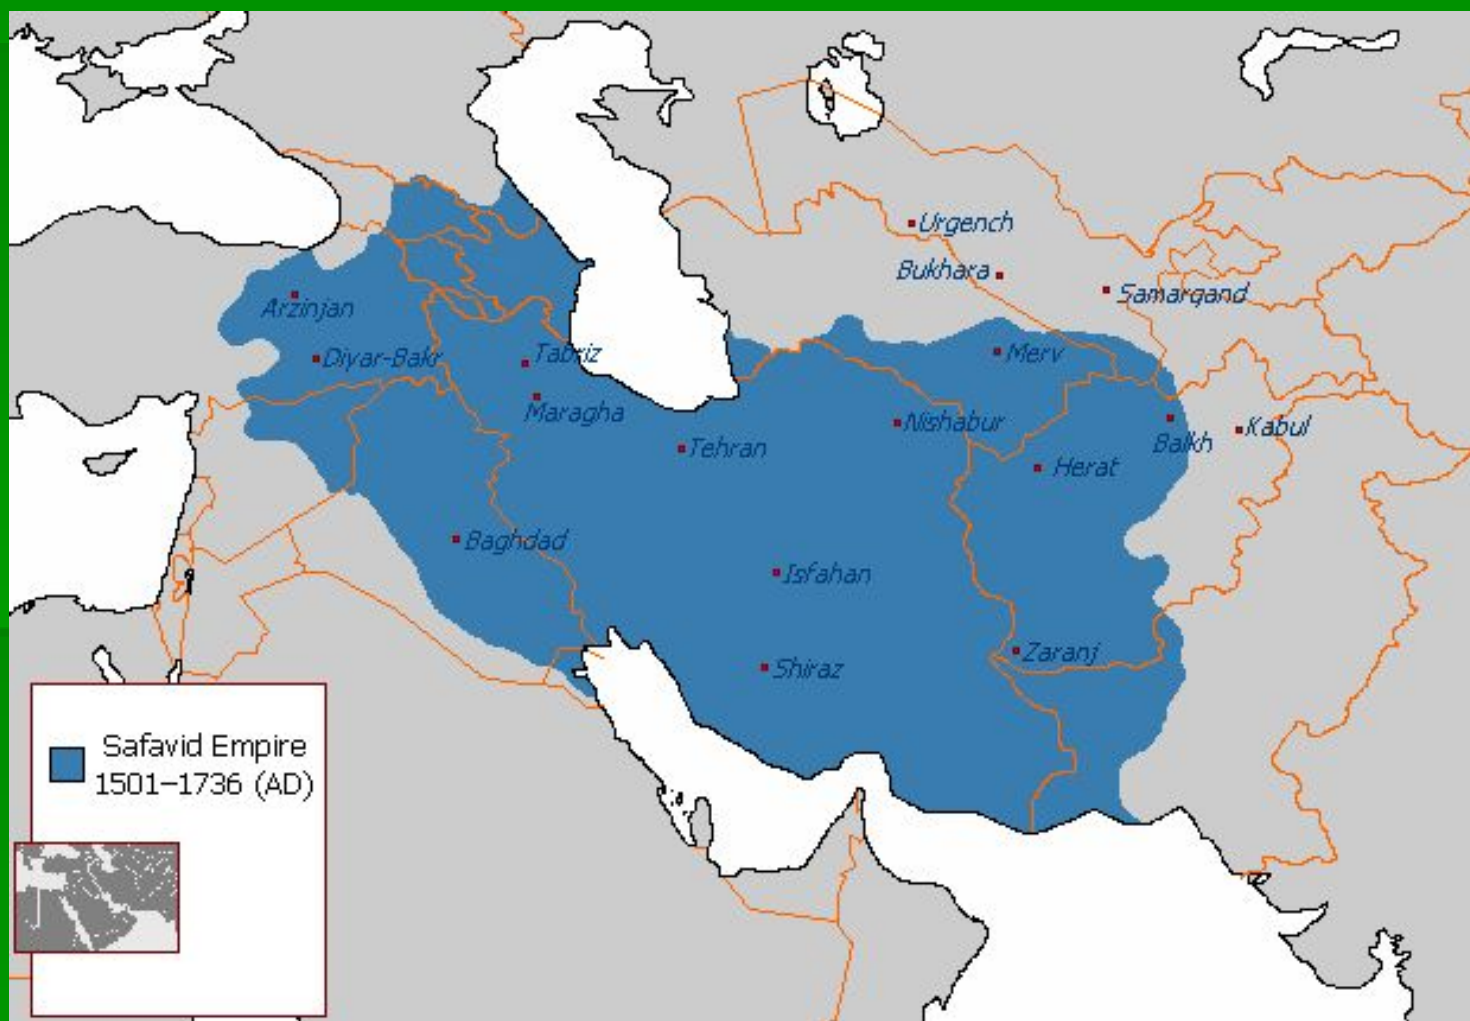 Urgench
Bukhara
Samarqand
Arzinjan
Diyar-Bakr
Tabriz
Merv
Maragha
Nishabur
Balkh
Kabul
Tehran
Herat
Baghdad
Isfahan
Zaranj
Shiraz
Safavid Empire
1501–1736 (AD)